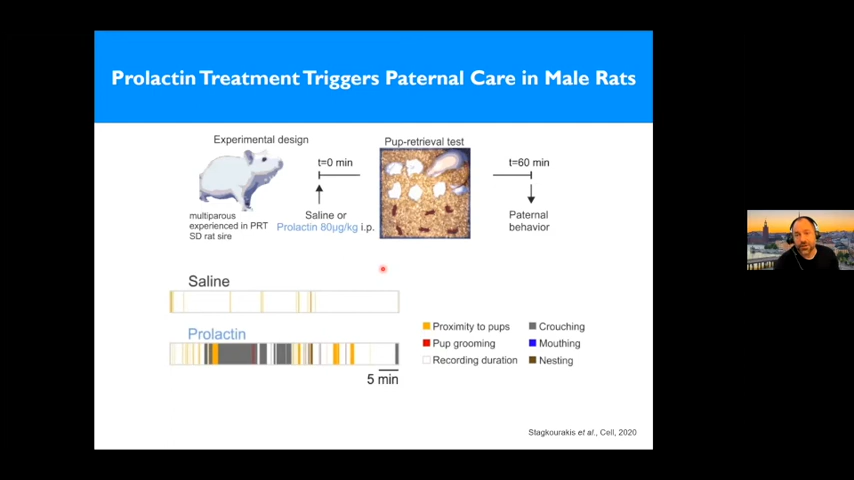 Prolactin Treatment Triggers Paternal Care in Male Rats
Experimental design
multiparous
experienced in PRT
SD rat sire
t=0 min
Saline or
Prolactin 80µg/kg i.p.
Pup-retrieval test
t=60 min
Paternal
behavior
Saline
Prolactin
5 min
Proximity to pups
Crouching
Pup grooming
Mouthing
Recording duration
Nesting
Stagkourakis et al., Cell, 2020